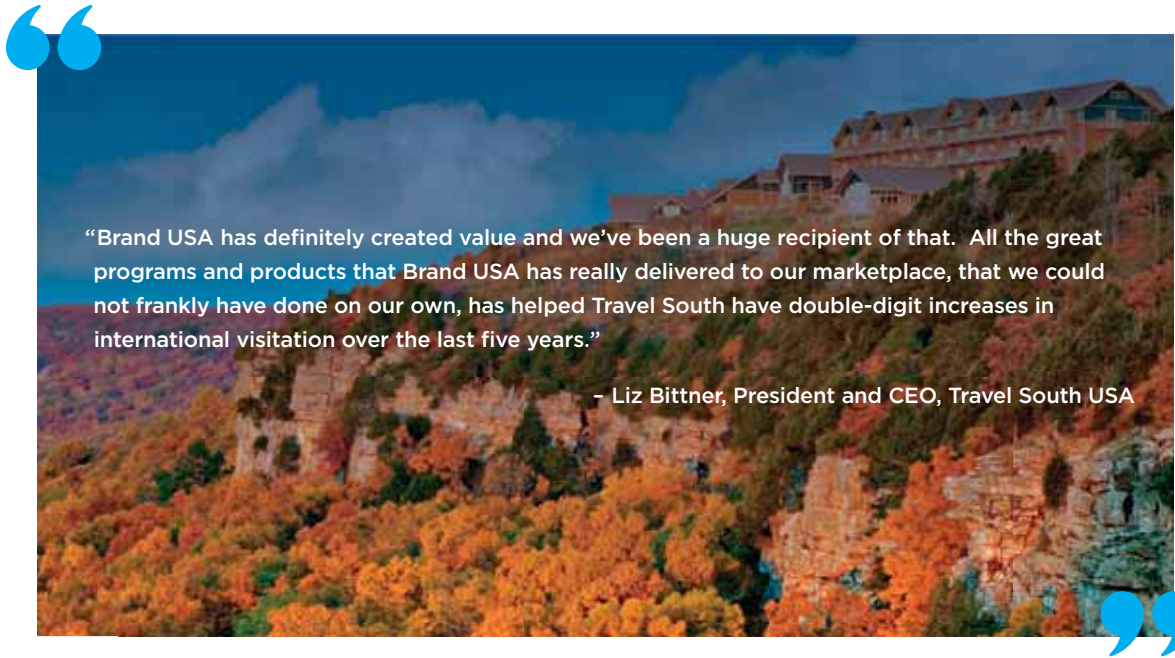 “Brand USA has definitely created value and we’ve been a huge recipient of that.  All the great
programs and products that Brand USA has really delivered to our marketplace, that we could
not frankly have done on our own, has helped Travel South have double-digit increases in
international visitation over the last five years.”
– Liz Bittner, President and CEO, Travel South USA